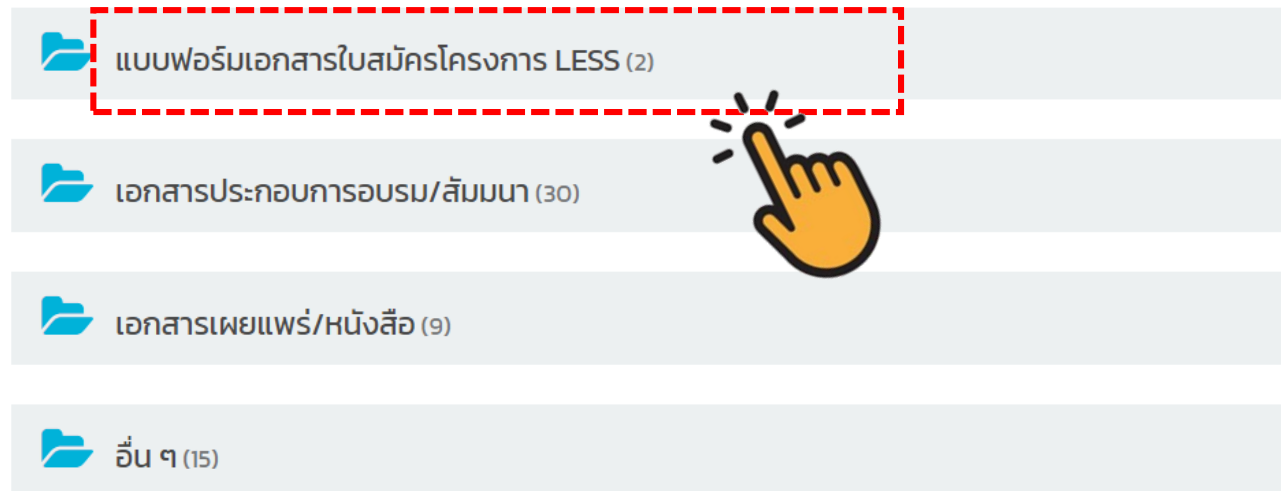 แบบฟอร์มเอกสารใบสมัครโครงการ LESS (2)
เอกสารประกอบการอบรม/สัมมนา (30)
เอกสารเผยแพร่/หนังสือ (9)
อื่น ๆ (15)